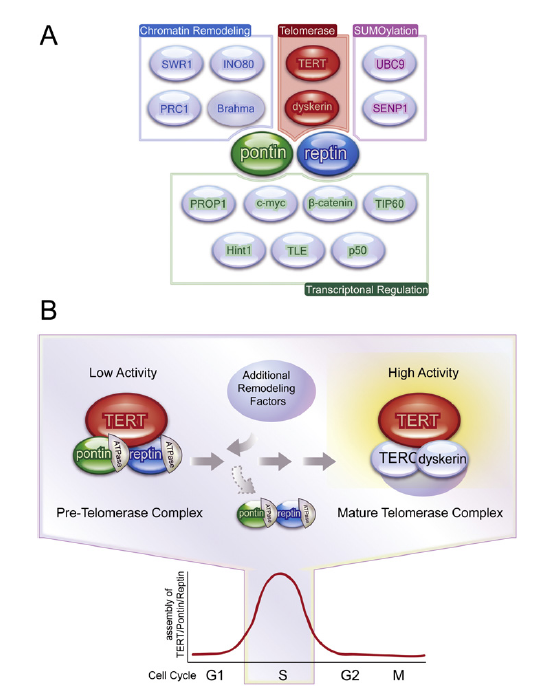 A
Chromatin Remodeling
Telomerase
SUMOylation
SWR1
INO80
TERT
UBC9
PRC1
Brahma
dyskerin
SENP1
pontin
reptin
PROP1
c-myc
β-catenin
TIP60
Hint1
TLE
p50
Transcriptonal Regulation
B
Low Activity
Additional
Remodeling
Factors
High Activity
TERT
pontin
ATPase
reptin
ATPase
TERT
TERC
dyskerin
pontin
ATPase
reptin
ATPase
Pre-Telomerase Complex
Mature Telomerase Complex
assembly of
TERT/Pontin/Reptin
Cell Cycle
G1
S
G2
M